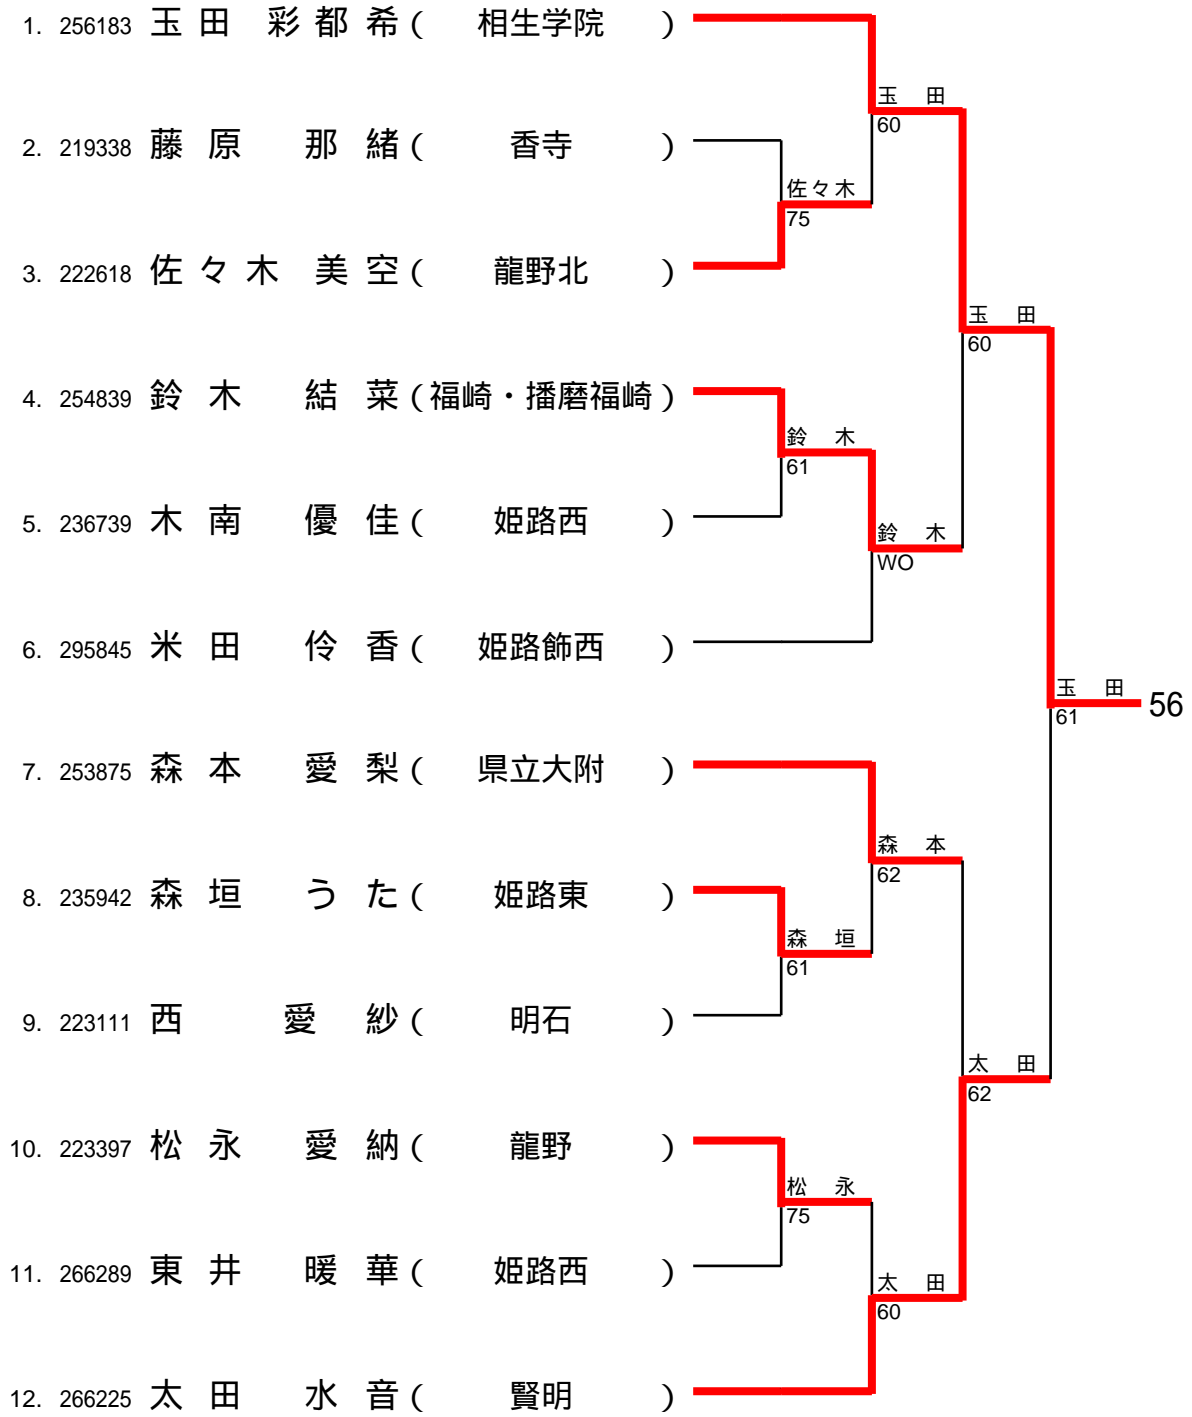 1. 256183 玉田 彩都希 ( 相生学院 )
玉 田
60
2. 219338 藤原 那緒 ( 香寺 )
佐々木
75
3. 222618 佐々木 美空 ( 龍野北 )
玉 田
60
4. 254839 鈴木 結菜 ( 福崎・播磨福崎 )
鈴 木
61
5. 236739 木南 優佳 ( 姫路西 )
鈴 木
WO
6. 295845 米田 伶香 ( 姫路飾西 )
玉 田
61
56
7. 253875 森本 愛梨 ( 県立大附 )
森 本
62
8. 235942 森垣 うた ( 姫路東 )
森 垣
61
9. 223111 西 愛紗 ( 明石 )
太 田
62
10. 223397 松永 愛納 ( 龍野 )
松 永
75
11. 266289 東井 暖華 ( 姫路西 )
太 田
60
12. 266225 太田 水音 ( 賢明 )